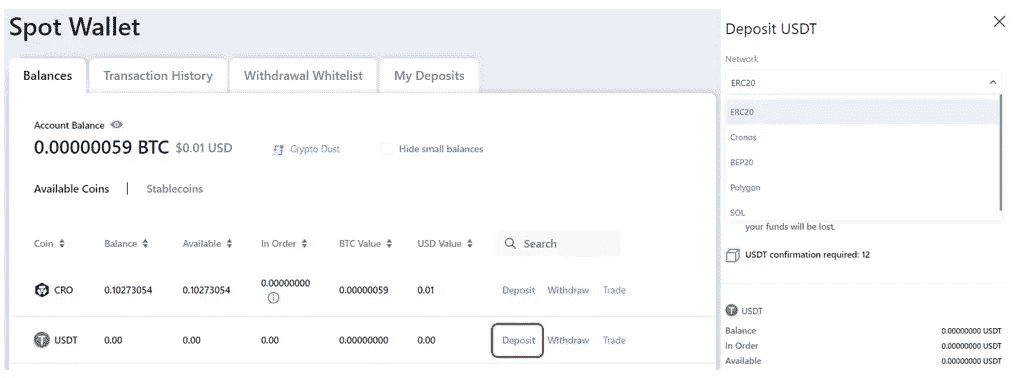 Spot Wallet
Balances Transaction History Withdrawal Whitelist My Deposits
Account Balance
0.00000059 BTC $0.01 USD Crypto Dust Hide small balances
Available Coins | Stablecoins
Coin Balance Available In Order BTC Value USD Value Search
CRO 0.10273054 0.10273054 0.00000000 0.00000059 0.01 Deposit Withdraw Trade
USDT 0.00 0.00 0.00 0.00000000 0.00 Deposit Withdraw Trade
Deposit USDT
Network
ERC20
ERC20
Cronos
BEP20
Polygon
SOL
your funds will be lost.
USDT confirmation required: 12
USDT
Balance 0.00000000 USDT
In Order 0.00000000 USDT
Available 0.00000000 USDT